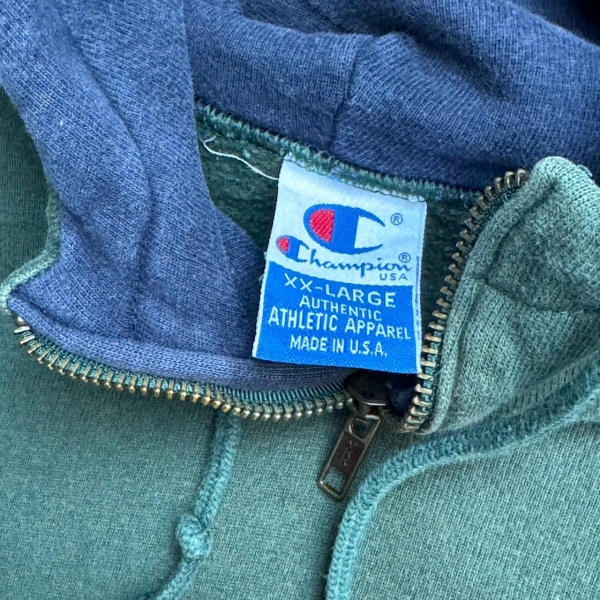 ®
Champion®
USA
XX-LARGE
AUTHENTIC
ATHLETIC APPAREL
MADE IN U.S.A.